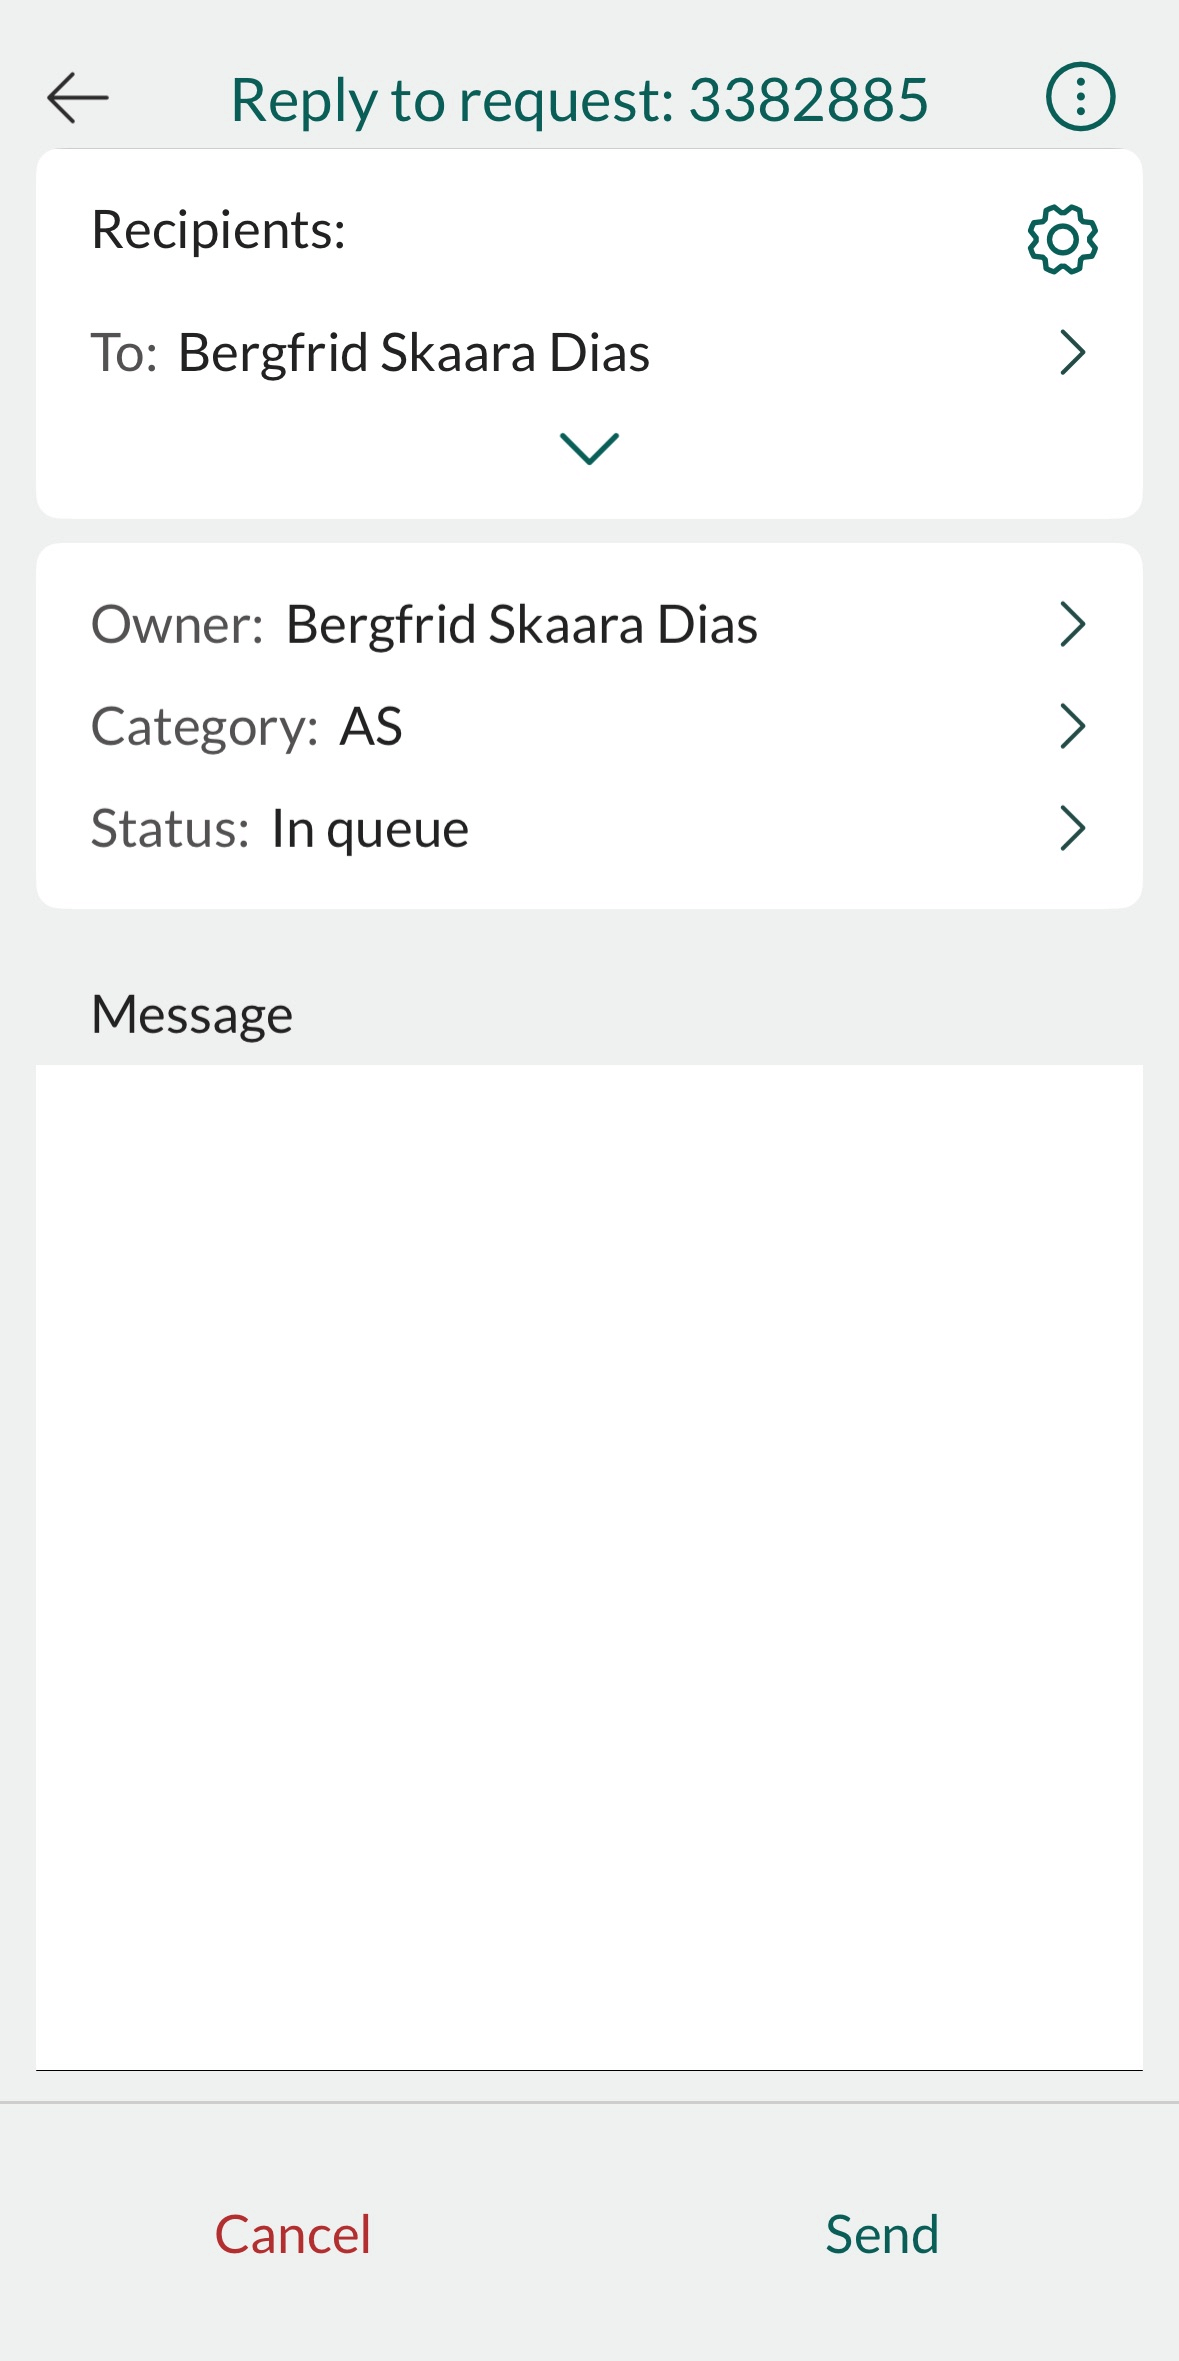 Reply to request: 3382885
Recipients:
To: Bergfrid Skaara Dias
Owner: Bergfrid Skaara Dias
Category: AS
Status: In queue
Message
Cancel Send